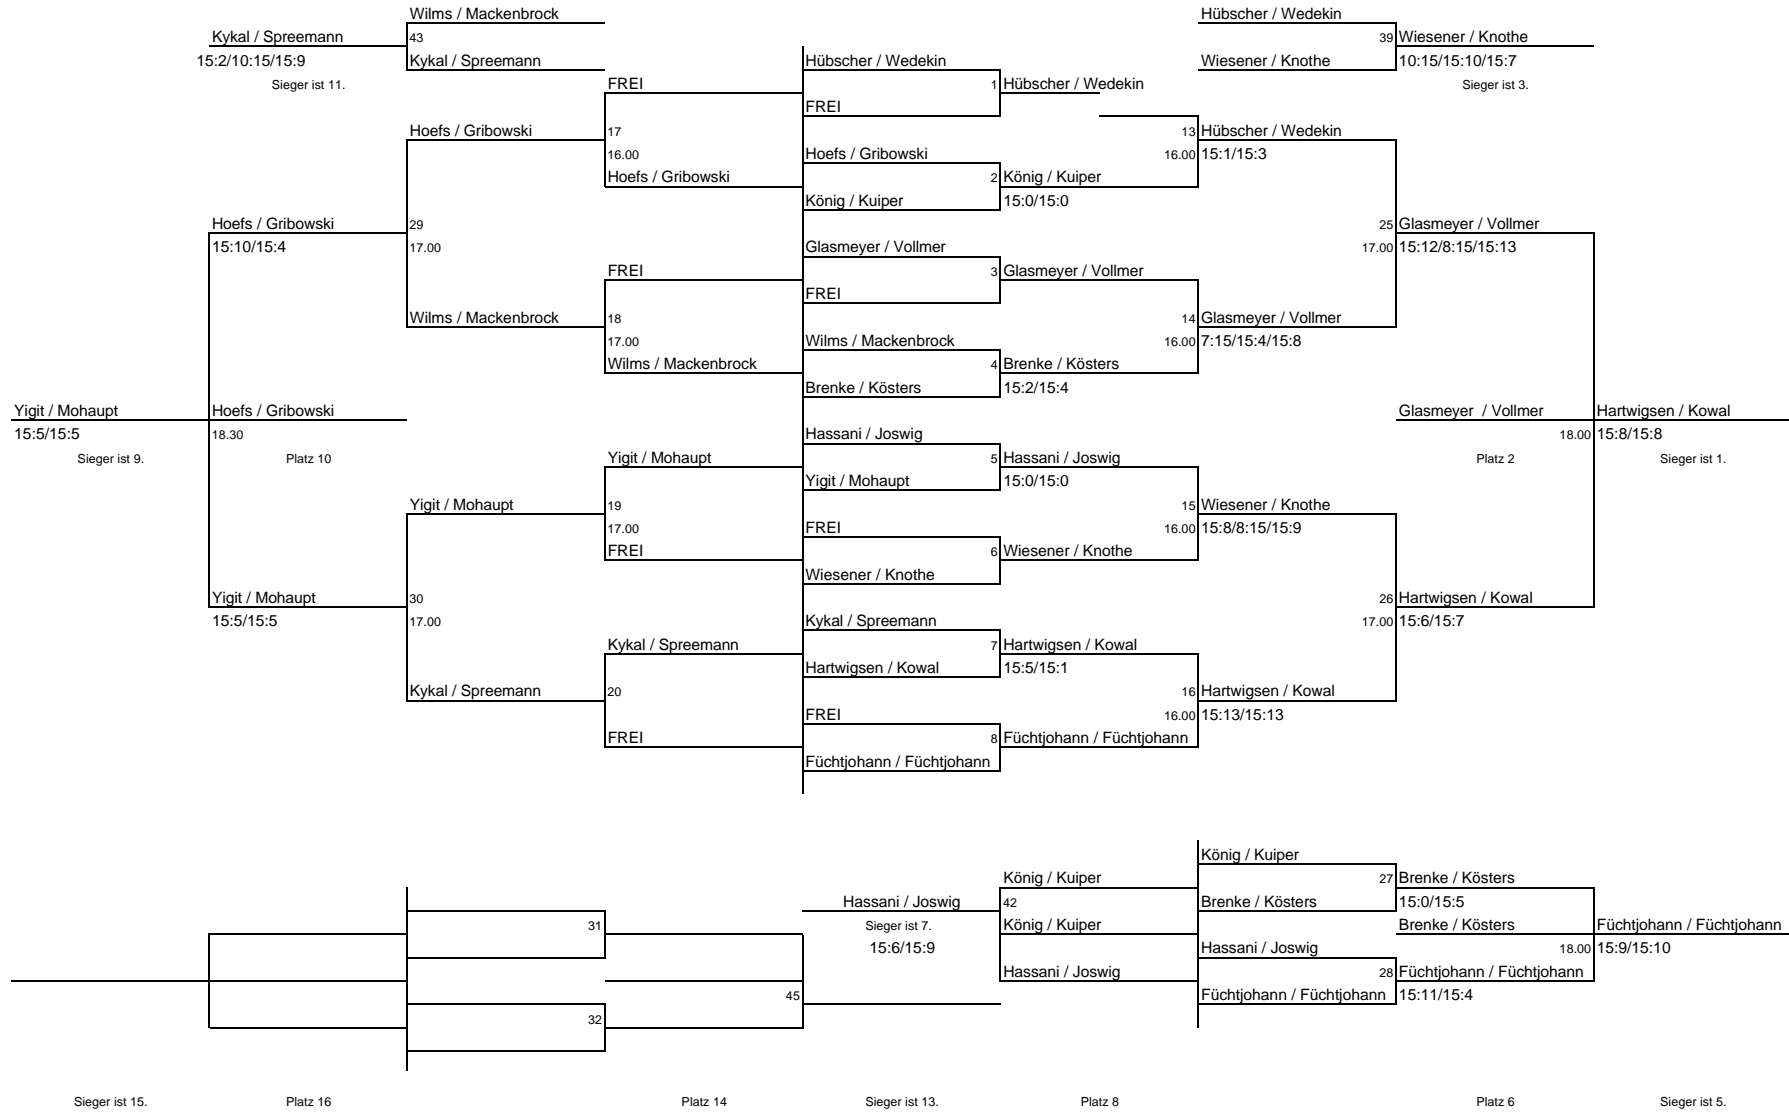 Wilms / Mackenbrock
Hübscher / Wedekin
Kykal / Spreemann
43
39
Wiesener / Knothe
15:2/10:15/15:9
Kykal / Spreemann
Hübscher / Wedekin
Wiesener / Knothe
10:15/15:10/15:7
Sieger ist 11.
FREI
1
Hübscher / Wedekin
Sieger ist 3.
FREI
Hoefs / Gribowski
17
13
Hübscher / Wedekin
16.00
Hoefs / Gribowski
16.00
15:1/15:3
Hoefs / Gribowski
2
König / Kuiper
König / Kuiper
15:0/15:0
Hoefs / Gribowski
29
25
Glasmeyer / Vollmer
15:10/15:4
17.00
Glasmeyer / Vollmer
17.00
15:12/8:15/15:13
FREI
3
Glasmeyer / Vollmer
FREI
Wilms / Mackenbrock
18
14
Glasmeyer / Vollmer
17.00
Wilms / Mackenbrock
16.00
7:15/15:4/15:8
Wilms / Mackenbrock
4
Brenke / Kösters
Brenke / Kösters
15:2/15:4
Yigit / Mohaupt
Hoefs / Gribowski
Glasmeyer  / Vollmer
Hartwigsen / Kowal
15:5/15:5
18.30
Hassani / Joswig
18.00
15:8/15:8
Sieger ist 9.
Platz 10
Yigit / Mohaupt
5
Hassani / Joswig
Platz 2
Sieger ist 1.
Yigit / Mohaupt
15:0/15:0
Yigit / Mohaupt
19
15
Wiesener / Knothe
17.00
FREI
16.00
15:8/8:15/15:9
FREI
6
Wiesener / Knothe
Wiesener / Knothe
Yigit / Mohaupt
30
26
Hartwigsen / Kowal
15:5/15:5
17.00
Kykal / Spreemann
17.00
15:6/15:7
Kykal / Spreemann
7
Hartwigsen / Kowal
Hartwigsen / Kowal
15:5/15:1
Kykal / Spreemann
20
16
Hartwigsen / Kowal
FREI
16.00
15:13/15:13
FREI
8
Füchtjohann / Füchtjohann
Füchtjohann / Füchtjohann
König / Kuiper
König / Kuiper
27
Brenke / Kösters
Hassani / Joswig
42
Brenke / Kösters
15:0/15:5
31
Sieger ist 7.
König / Kuiper
Brenke / Kösters
Füchtjohann / Füchtjohann
15:6/15:9
Hassani / Joswig
18.00
15:9/15:10
Hassani / Joswig
28
Füchtjohann / Füchtjohann
45
Füchtjohann / Füchtjohann
15:11/15:4
32
Sieger ist 15.
Platz 16
Platz 14
Sieger ist 13.
Platz 8
Platz 6
Sieger ist 5.